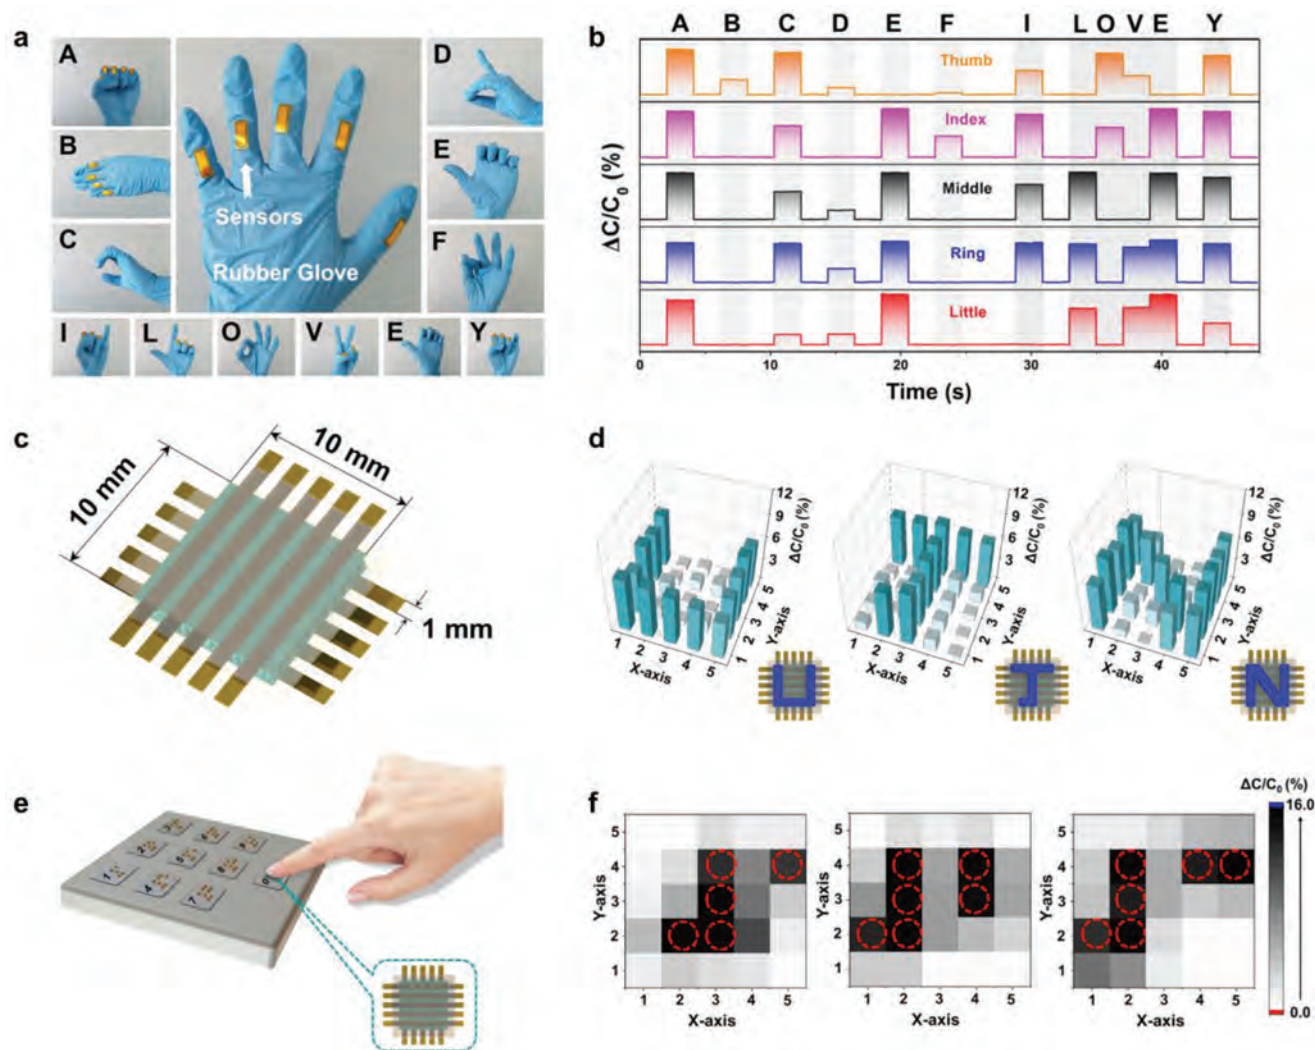 a
A
B
C
Sensors
Rubber Glove
D
E
F
I L O V E Y
b
A B C D E F I L O V E Y
Thumb
Index
Middle
Ring
Little
ΔC/C₀ (%)
0 10 20 30 40
Time (s)
c
10 mm
10 mm
1 mm
d
12
9
6
3
ΔC/C₀ (%)
1 2 3 4 5
Y-axis
1 2 3 4 5
X-axis
U
12
9
6
3
ΔC/C₀ (%)
1 2 3 4 5
Y-axis
1 2 3 4 5
X-axis
J
12
9
6
3
ΔC/C₀ (%)
1 2 3 4 5
Y-axis
1 2 3 4 5
X-axis
N
e
1
4
7
f
5
4
3
2
1
Y-axis
1 2 3 4 5
X-axis
5
4
3
2
1
Y-axis
1 2 3 4 5
X-axis
5
4
3
2
1
Y-axis
1 2 3 4 5
X-axis
ΔC/C₀ (%)
16.0
0.0